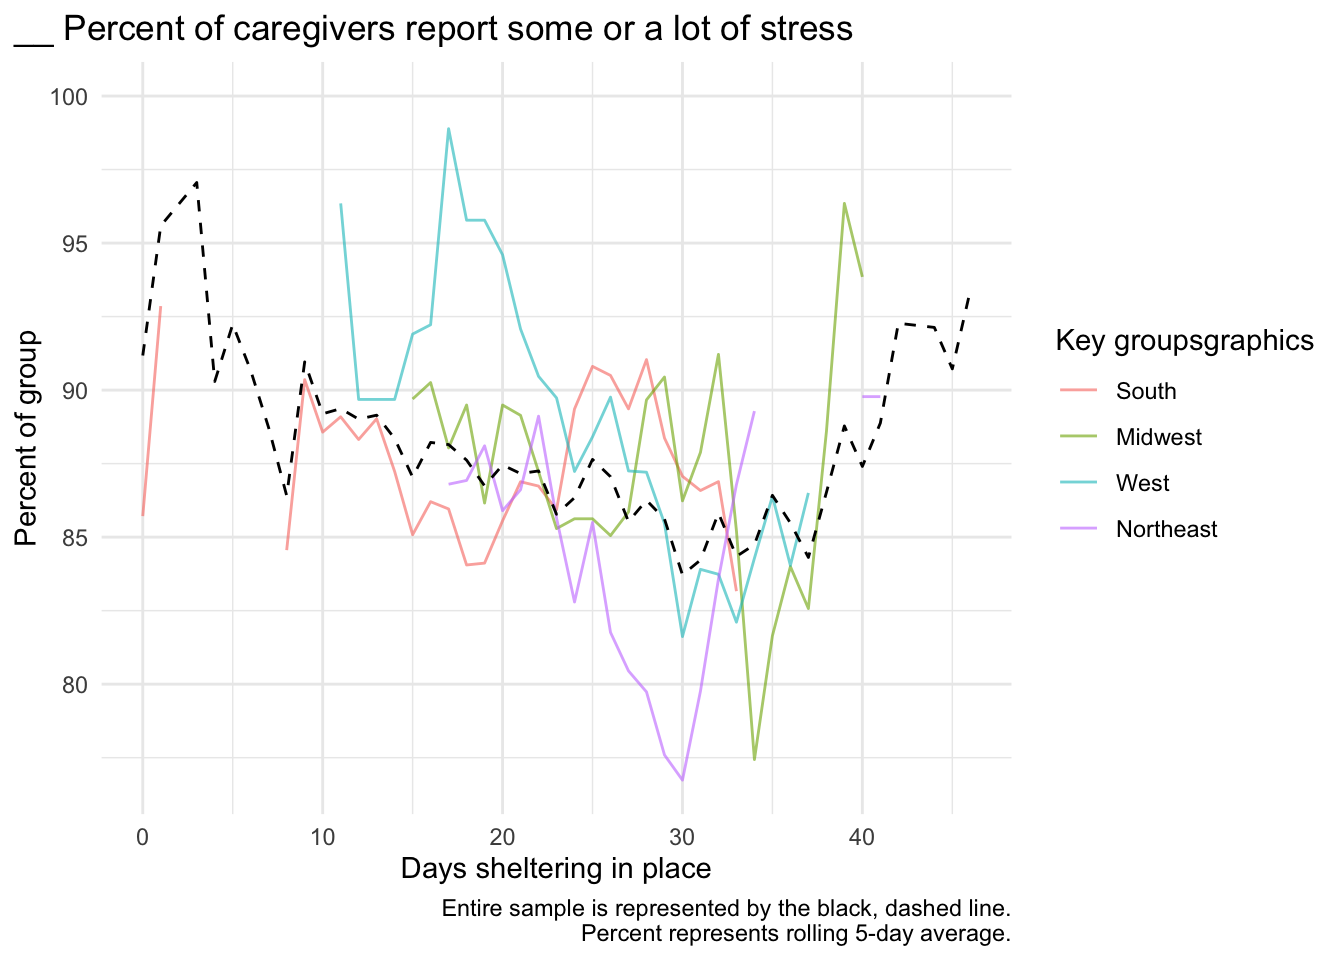 __ Percent of caregivers report some or a lot of stress
Percent of group
100
95
90
85
80
0 10 20 30 40
Days sheltering in place
Key groupsgraphics
South
Midwest
West
Northeast
Entire sample is represented by the black, dashed line.
Percent represents rolling 5-day average.